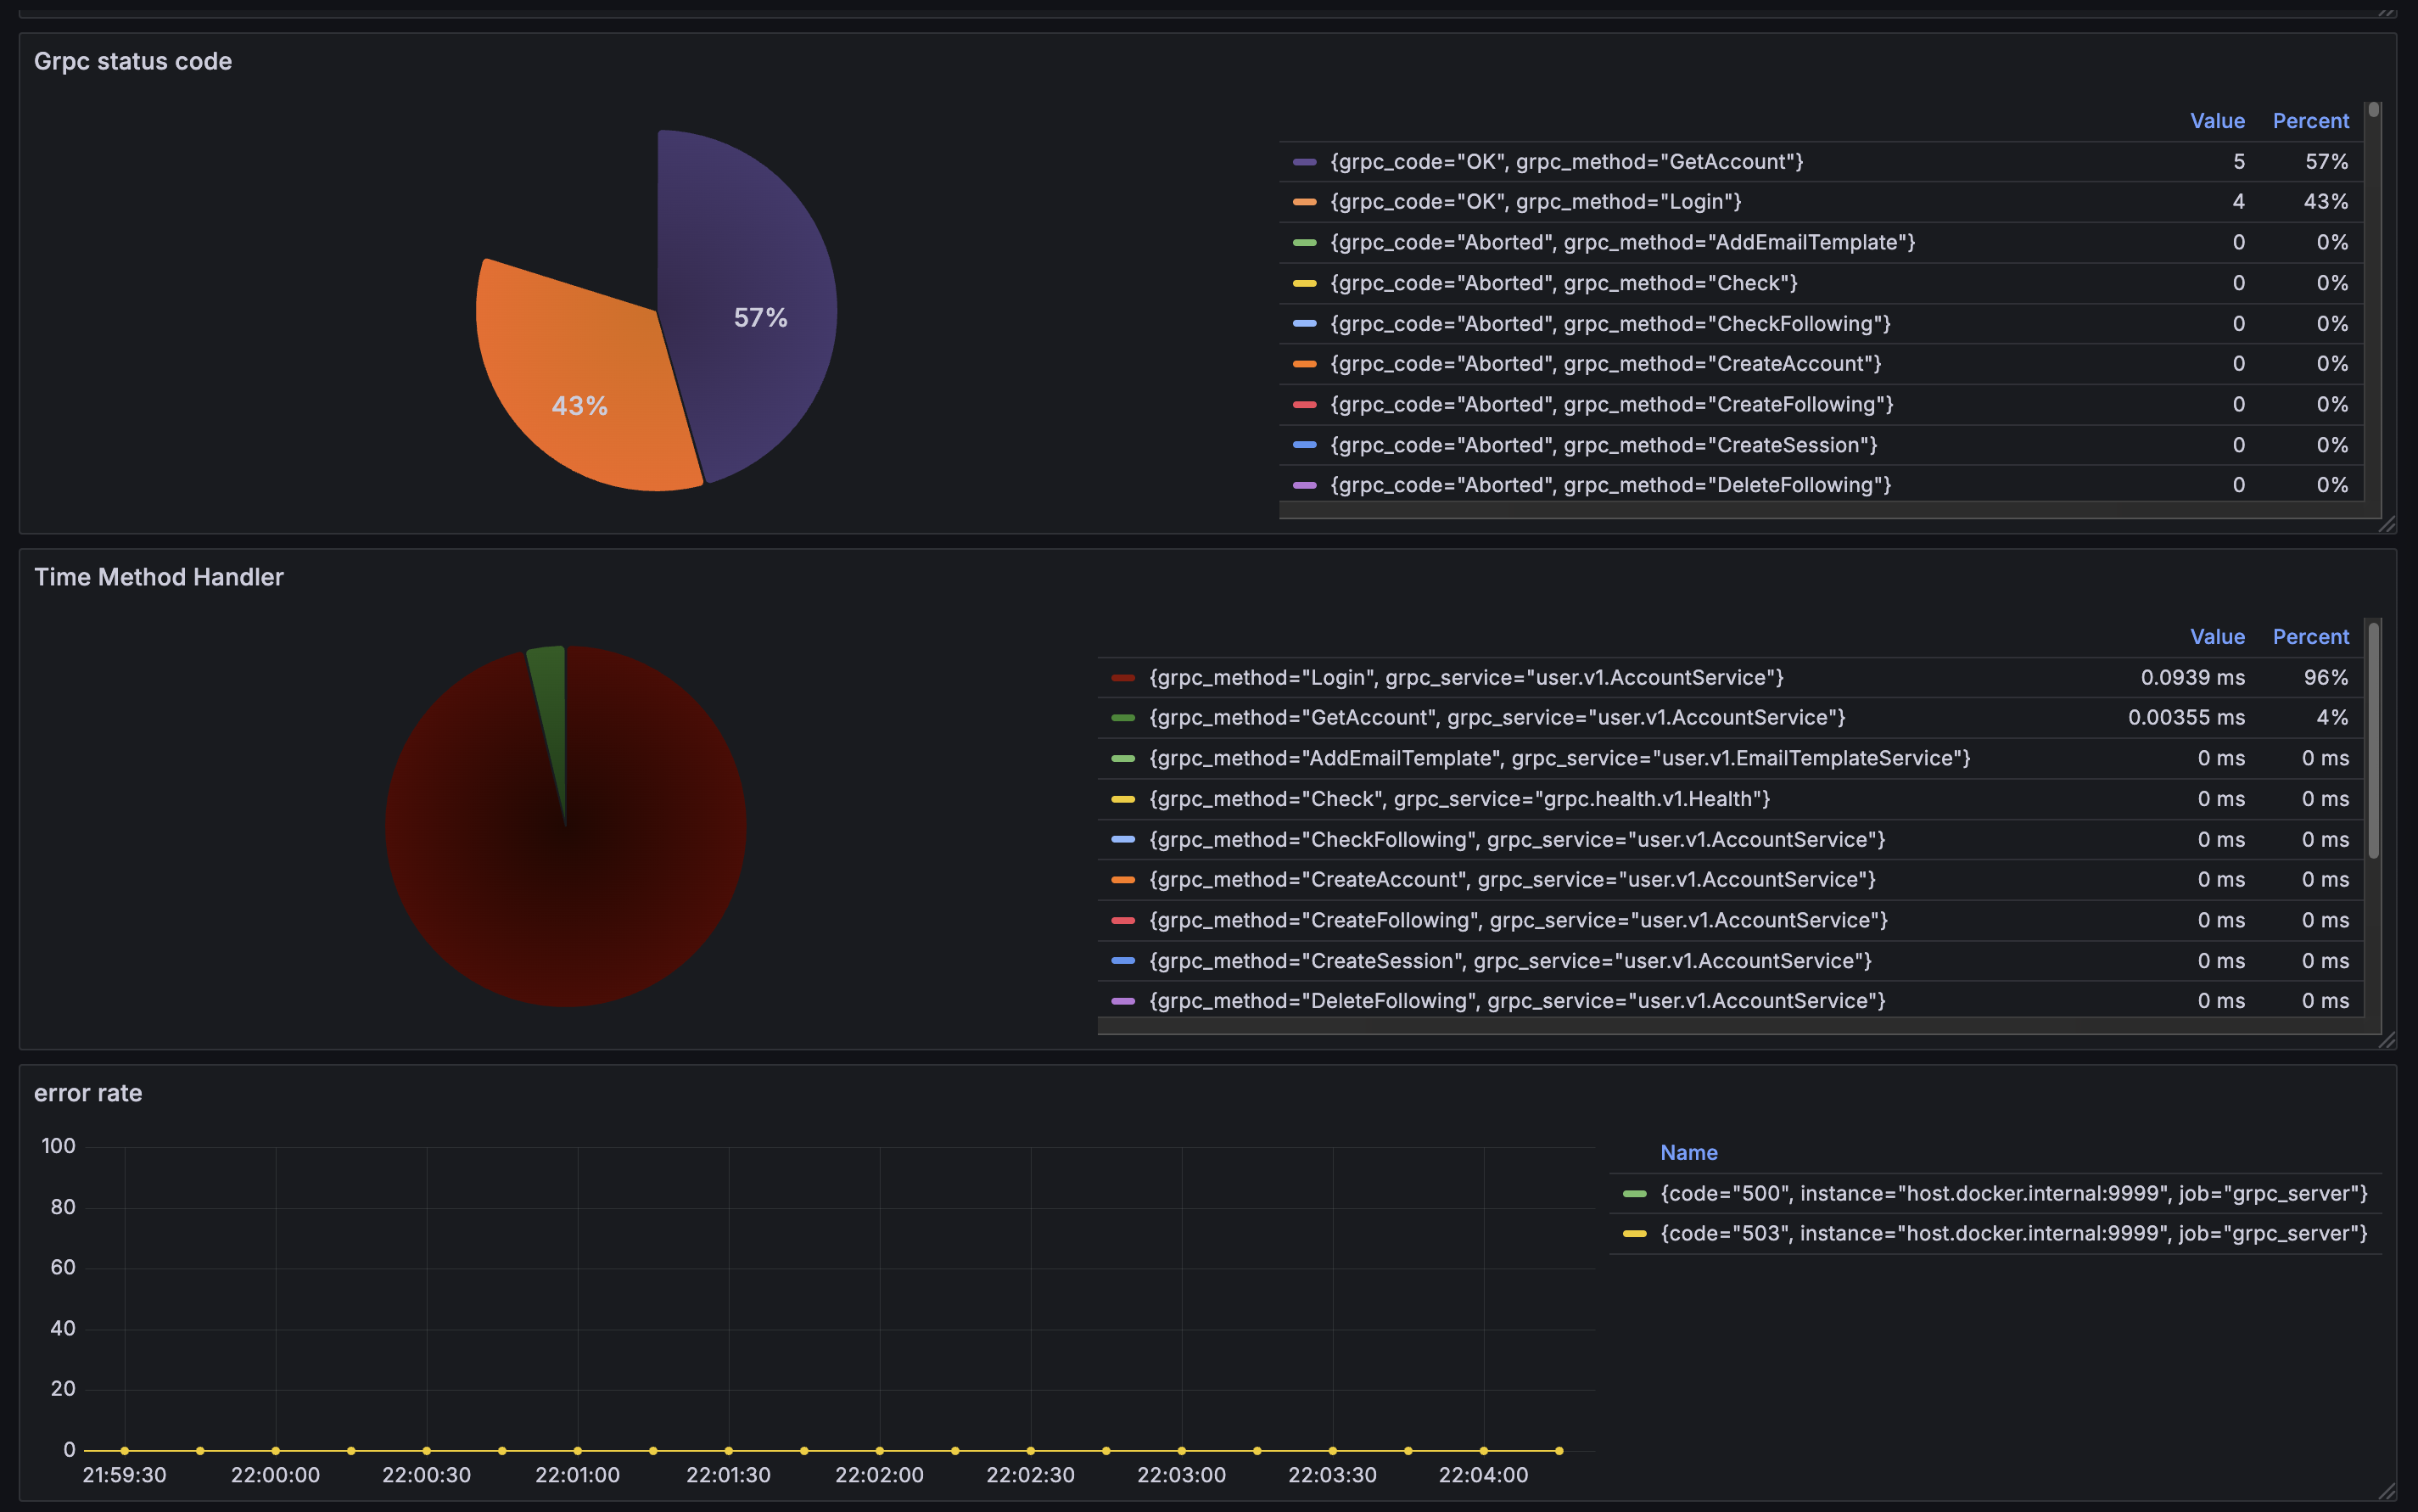 Grpc status code
Value Percent
{grpc_code="OK", grpc_method="GetAccount"} 5 57%
{grpc_code="OK", grpc_method="Login"} 4 43%
{grpc_code="Aborted", grpc_method="AddEmailTemplate"} 0 0%
{grpc_code="Aborted", grpc_method="Check"} 0 0%
{grpc_code="Aborted", grpc_method="CheckFollowing"} 0 0%
{grpc_code="Aborted", grpc_method="CreateAccount"} 0 0%
{grpc_code="Aborted", grpc_method="CreateFollowing"} 0 0%
{grpc_code="Aborted", grpc_method="CreateSession"} 0 0%
{grpc_code="Aborted", grpc_method="DeleteFollowing"} 0 0%
57%
43%
Time Method Handler
Value Percent
{grpc_method="Login", grpc_service="user.v1.AccountService"} 0.0939 ms 96%
{grpc_method="GetAccount", grpc_service="user.v1.AccountService"} 0.00355 ms 4%
{grpc_method="AddEmailTemplate", grpc_service="user.v1.EmailTemplateService"} 0 ms 0 ms
{grpc_method="Check", grpc_service="grpc.health.v1.Health"} 0 ms 0 ms
{grpc_method="CheckFollowing", grpc_service="user.v1.AccountService"} 0 ms 0 ms
{grpc_method="CreateAccount", grpc_service="user.v1.AccountService"} 0 ms 0 ms
{grpc_method="CreateFollowing", grpc_service="user.v1.AccountService"} 0 ms 0 ms
{grpc_method="CreateSession", grpc_service="user.v1.AccountService"} 0 ms 0 ms
{grpc_method="DeleteFollowing", grpc_service="user.v1.AccountService"} 0 ms 0 ms
error rate
100
80
60
40
20
0
21:59:30 22:00:00 22:00:30 22:01:00 22:01:30 22:02:00 22:02:30 22:03:00 22:03:30 22:04:00
Name
{code="500", instance="host.docker.internal:9999", job="grpc_server"}
{code="503", instance="host.docker.internal:9999", job="grpc_server"}